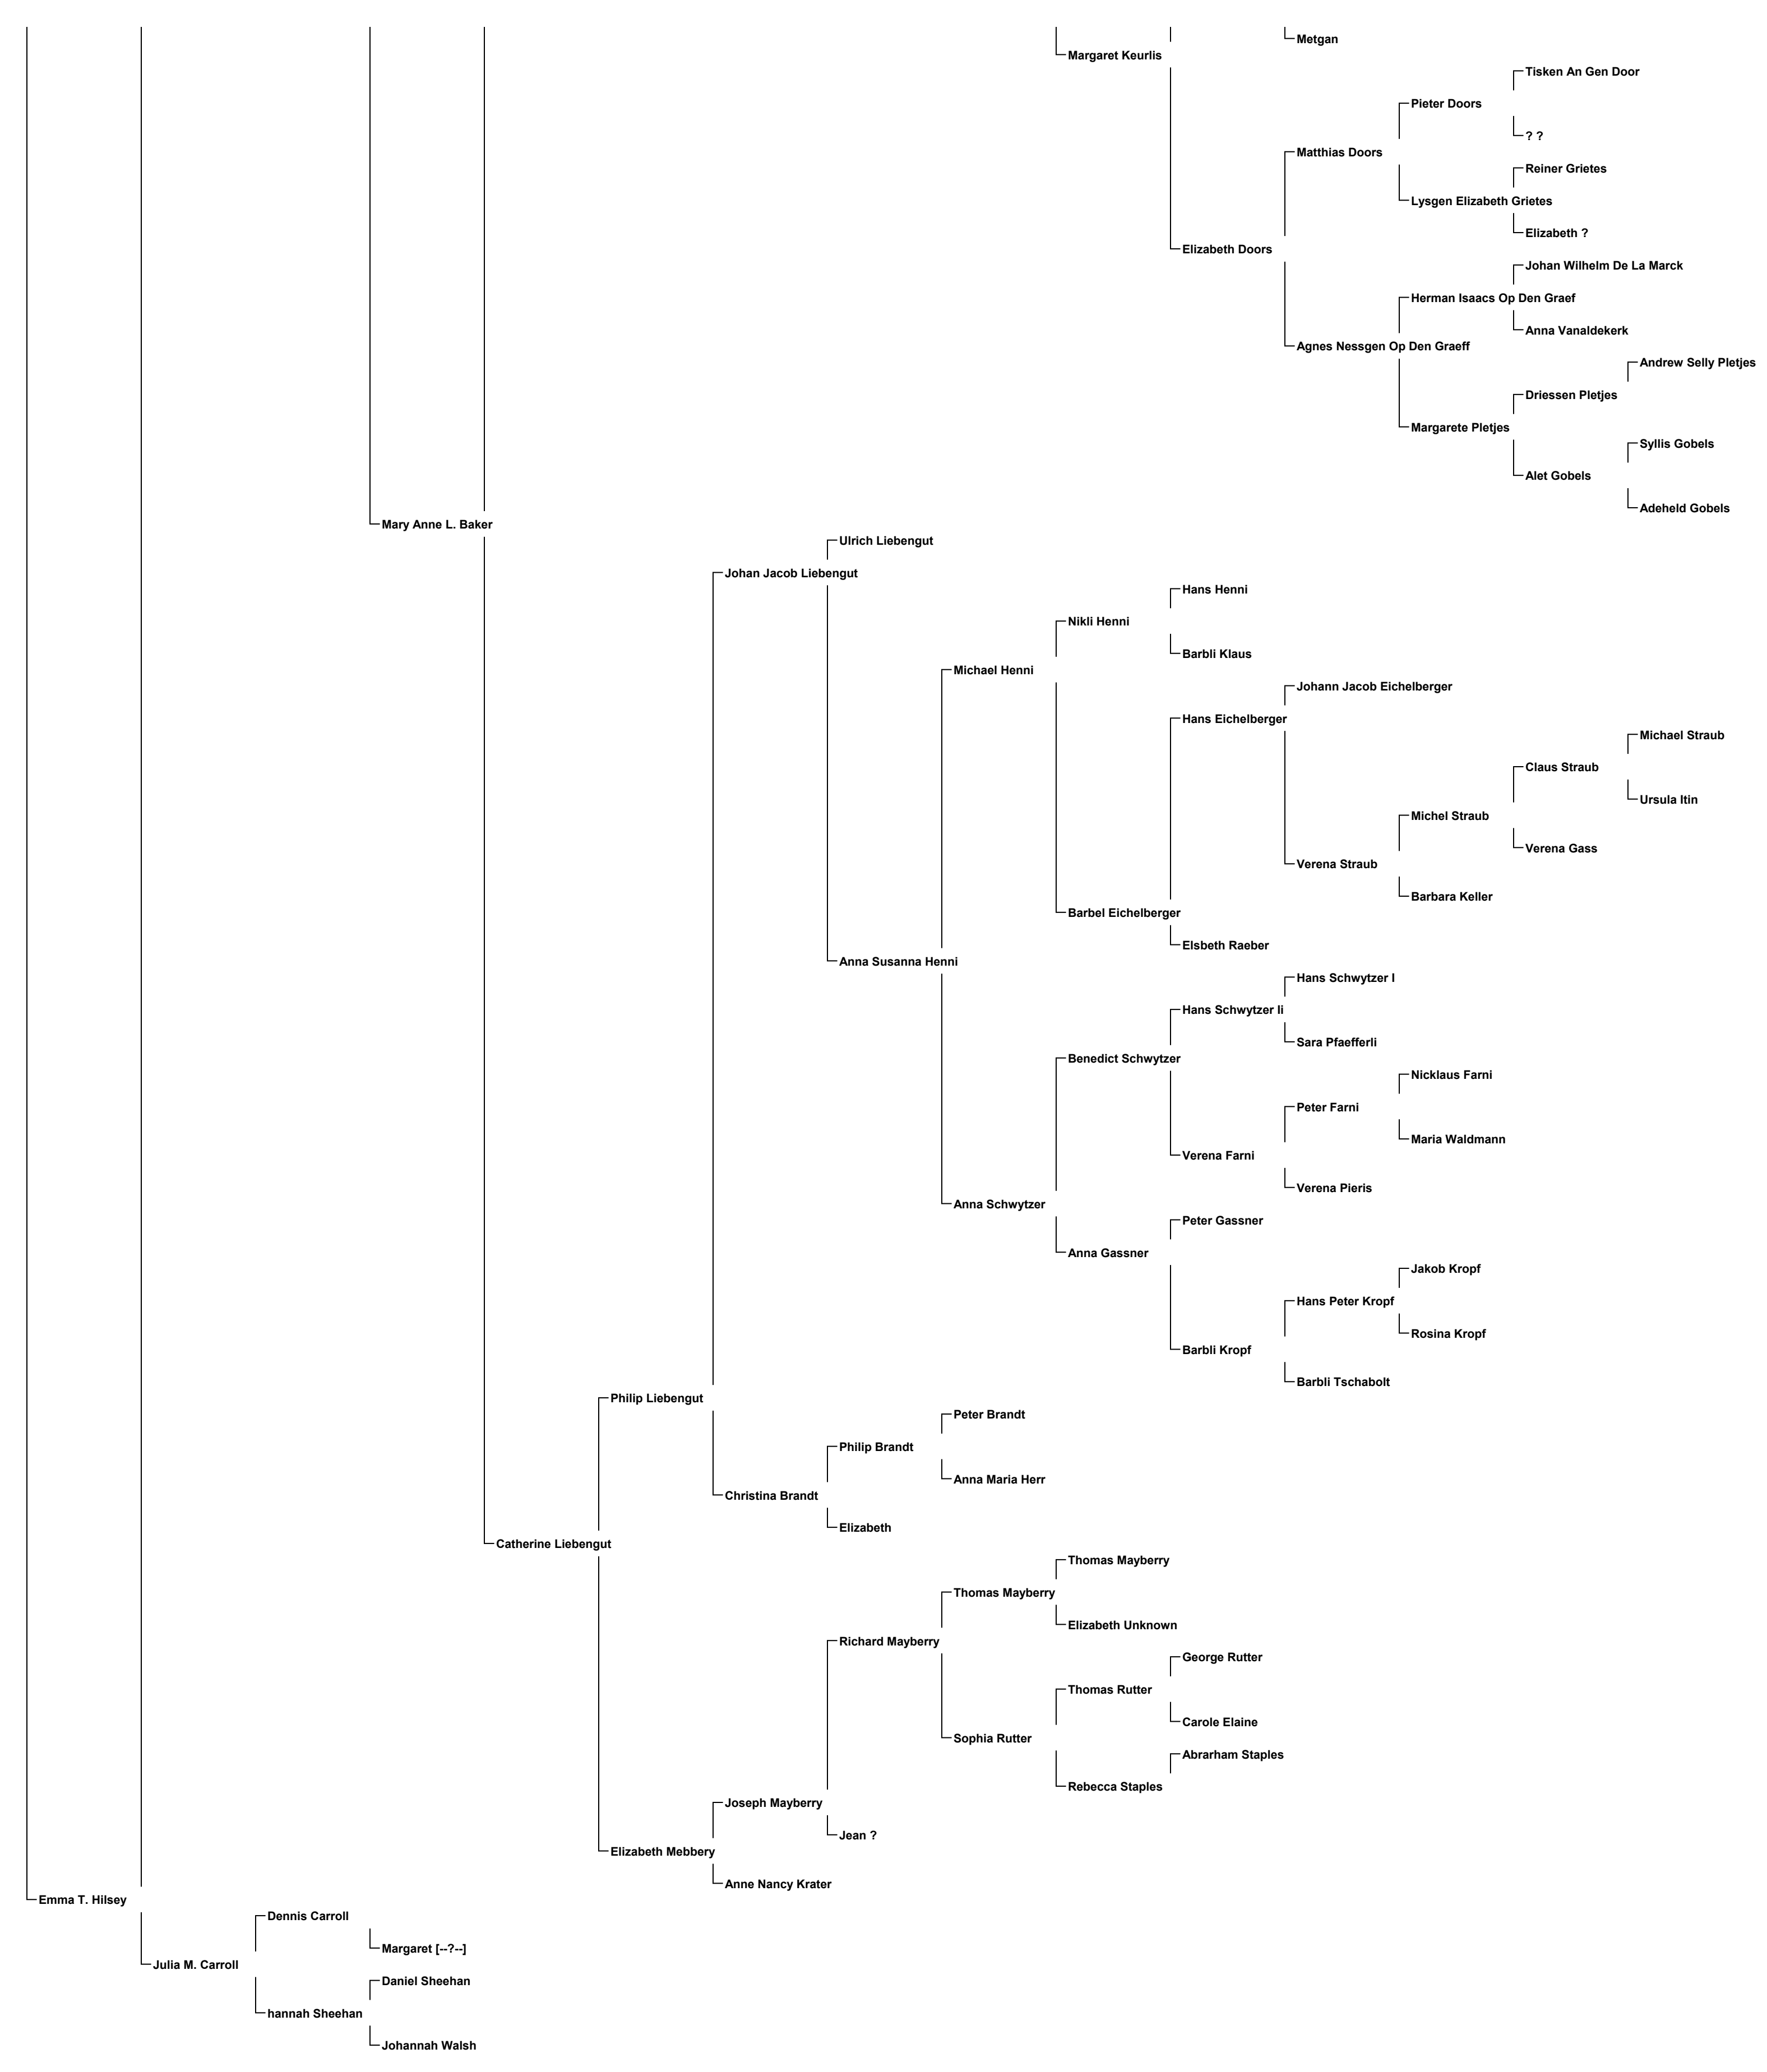 Metgan
Margaret Keurlis
Tisken An Gen Door
Pieter Doors
? ?
Matthias Doors
Reiner Grietes
Lysgen Elizabeth Grietes
Elizabeth ?
Elizabeth Doors
Johan Wilhelm De La Marck
Herman Isaacs Op Den Graef
Anna Vanaldekerk
Agnes Nessgen Op Den Graeff
Andrew Selly Pletjes
Driessen Pletjes
Margarete Pletjes
Syllis Gobels
Alet Gobels
Adeheld Gobels
Mary Anne L. Baker
Ulrich Liebengut
Johan Jacob Liebengut
Hans Henni
Nikli Henni
Barbli Klaus
Michael Henni
Johann Jacob Eichelberger
Hans Eichelberger
Michael Straub
Claus Straub
Ursula Itin
Michel Straub
Verena Gass
Verena Straub
Barbara Keller
Barbel Eichelberger
Elsbeth Raeber
Anna Susanna Henni
Hans Schwytzer I
Hans Schwytzer Ii
Sara Pfaefferli
Benedict Schwytzer
Nicklaus Farni
Peter Farni
Maria Waldmann
Verena Farni
Verena Pieris
Anna Schwytzer
Peter Gassner
Anna Gassner
Jakob Kropf
Hans Peter Kropf
Rosina Kropf
Barbli Kropf
Barbli Tschabolt
Philip Liebengut
Peter Brandt
Philip Brandt
Anna Maria Herr
Christina Brandt
Elizabeth
Catherine Liebengut
Thomas Mayberry
Thomas Mayberry
Elizabeth Unknown
Richard Mayberry
George Rutter
Thomas Rutter
Carole Elaine
Sophia Rutter
Abrarham Staples
Rebecca Staples
Joseph Mayberry
Jean ?
Elizabeth Mebbery
Anne Nancy Krater
Emma T. Hilsey
Dennis Carroll
Margaret [--?--]
Julia M. Carroll
Daniel Sheehan
hannah Sheehan
Johannah Walsh